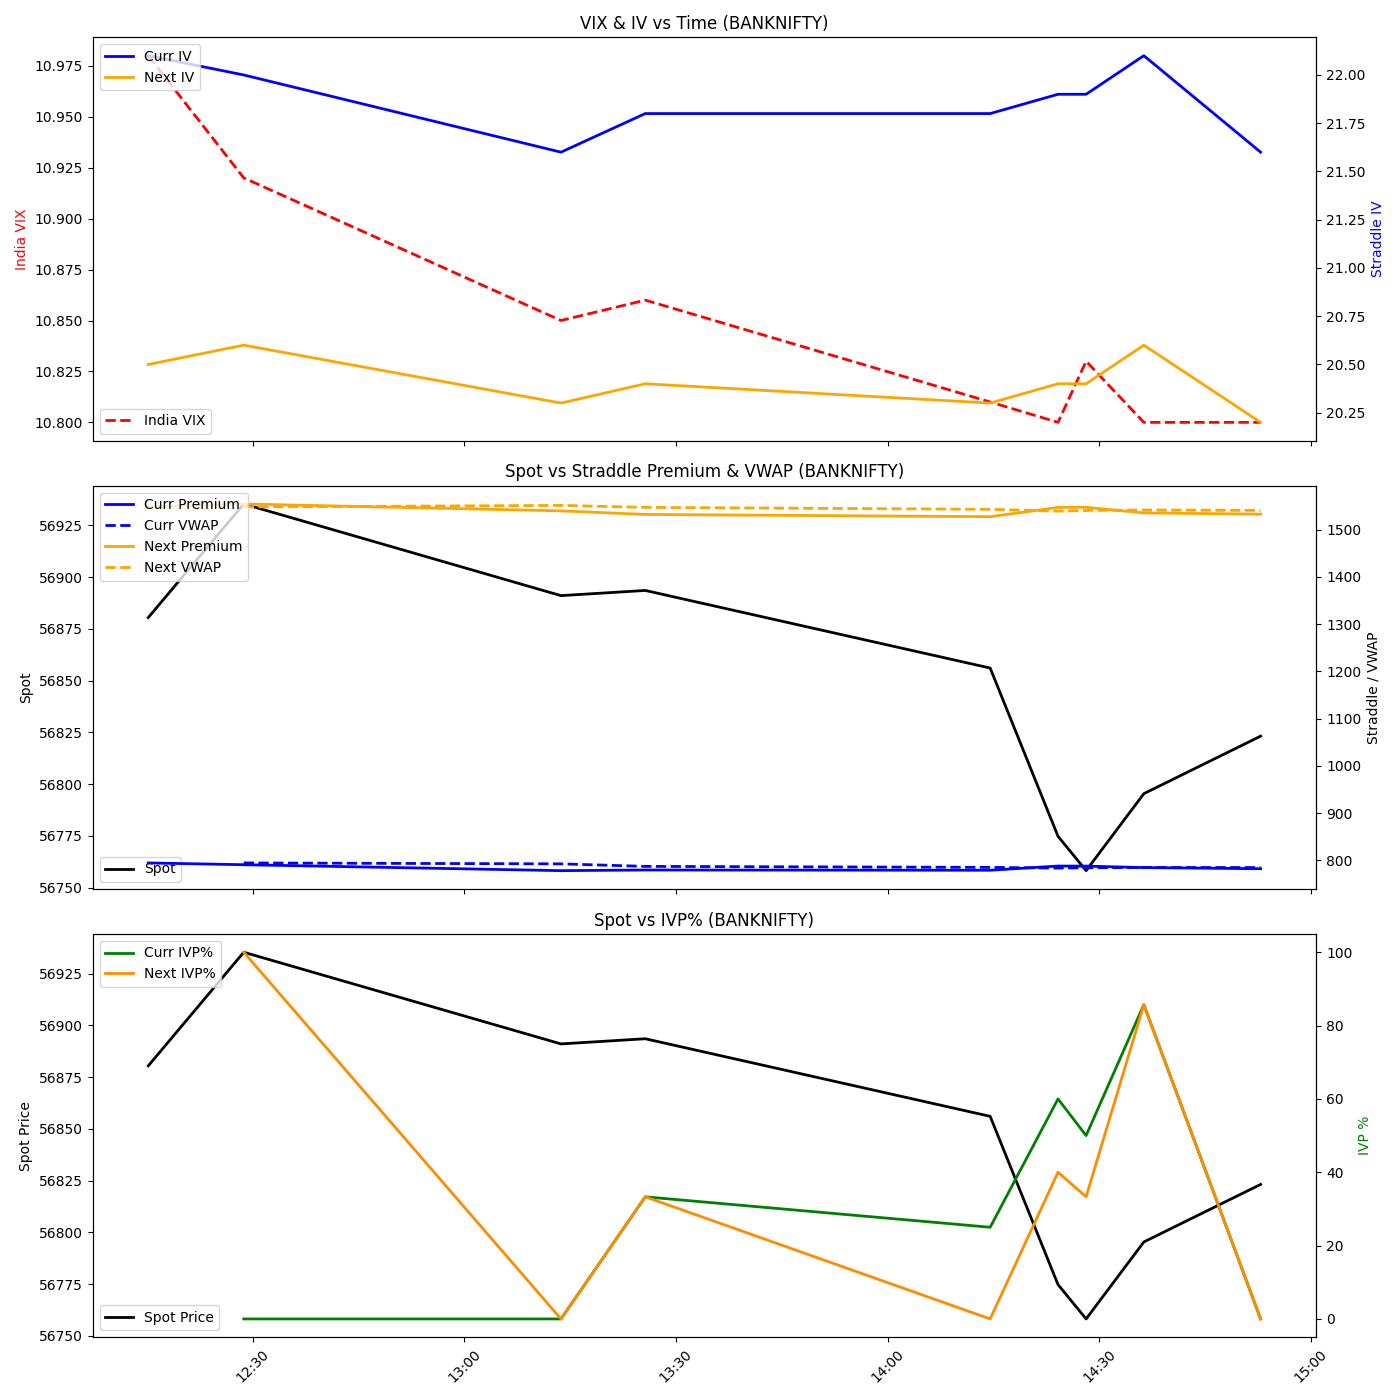 VIX & IV vs Time (BANKNIFTY)
Curr IV
Next IV
India VIX
10.975
10.950
10.925
10.900
10.875
10.850
10.825
10.800
India VIX
22.00
21.75
21.50
21.25
21.00
20.75
20.50
20.25
Straddle IV
Spot vs Straddle Premium & VWAP (BANKNIFTY)
Curr Premium
Curr VWAP
Next Premium
Next VWAP
Spot
56925
56900
56875
56850
56825
56800
56775
56750
Spot
1500
1400
1300
1200
1100
1000
900
800
Straddle / VWAP
Spot vs IVP% (BANKNIFTY)
Curr IVP%
Next IVP%
Spot Price
56925
56900
56875
56850
56825
56800
56775
56750
Spot Price
100
80
60
40
20
0
IVP %
12:30
13:00
13:30
14:00
14:30
15:00